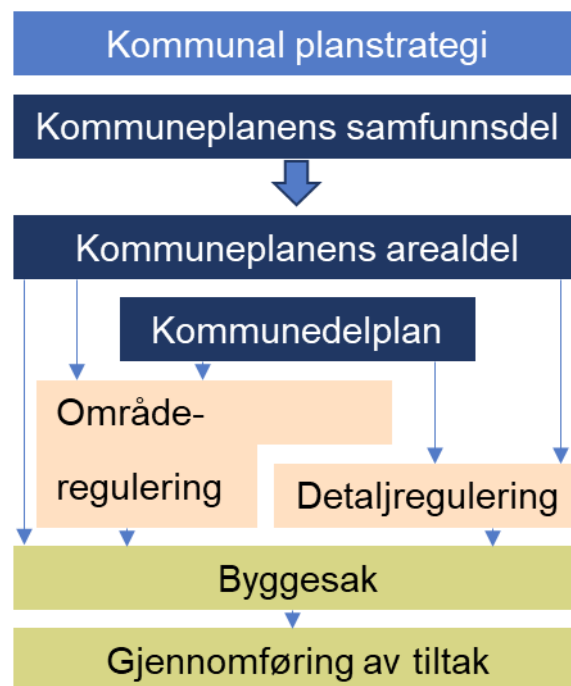 Kommunal planstrategi
Kommuneplanens samfunnsdel
Kommuneplanens arealdel
Kommunedelplan
Område-
regulering
Detaljregulering
Byggesak
Gjennomføring av tiltak